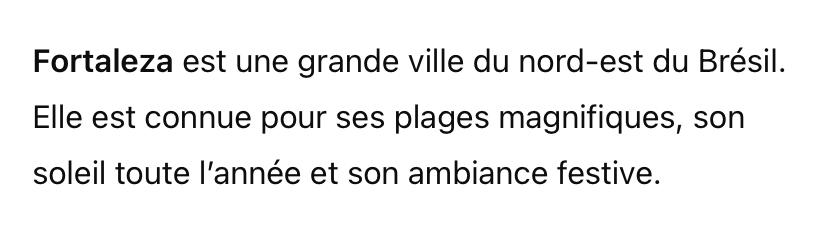 Fortaleza est une grande ville du nord-est du Brésil.
Elle est connue pour ses plages magnifiques, son
soleil toute l’année et son ambiance festive.